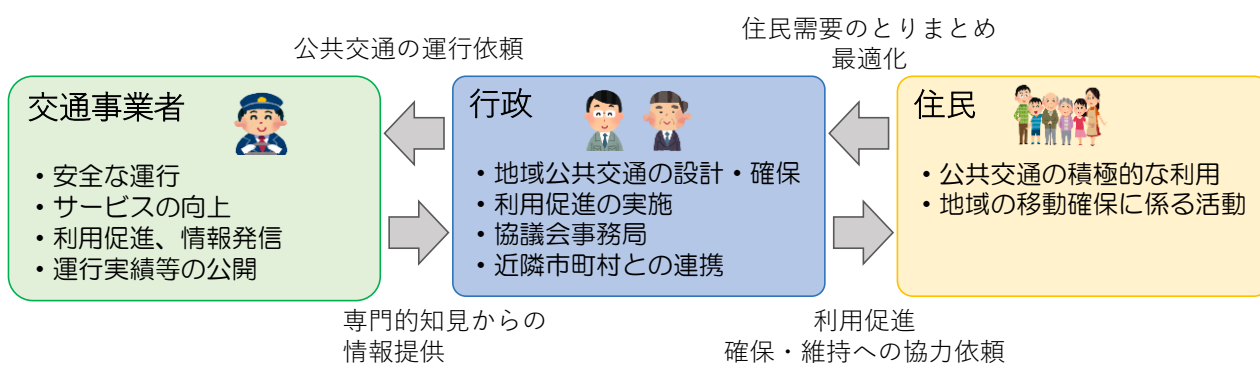 公共交通の運行依頼
住民需要のとりまとめ
最適化
交通事業者
・安全な運行
・サービスの向上
・利用促進、情報発信
・運行実績等の公開
行政
・地域公共交通の設計・確保
・利用促進の実施
・協議会事務局
・近隣市町村との連携
住民
・公共交通の積極的な利用
・地域の移動確保に係る活動
専門的知見からの
情報提供
利用促進
確保・維持への協力依頼